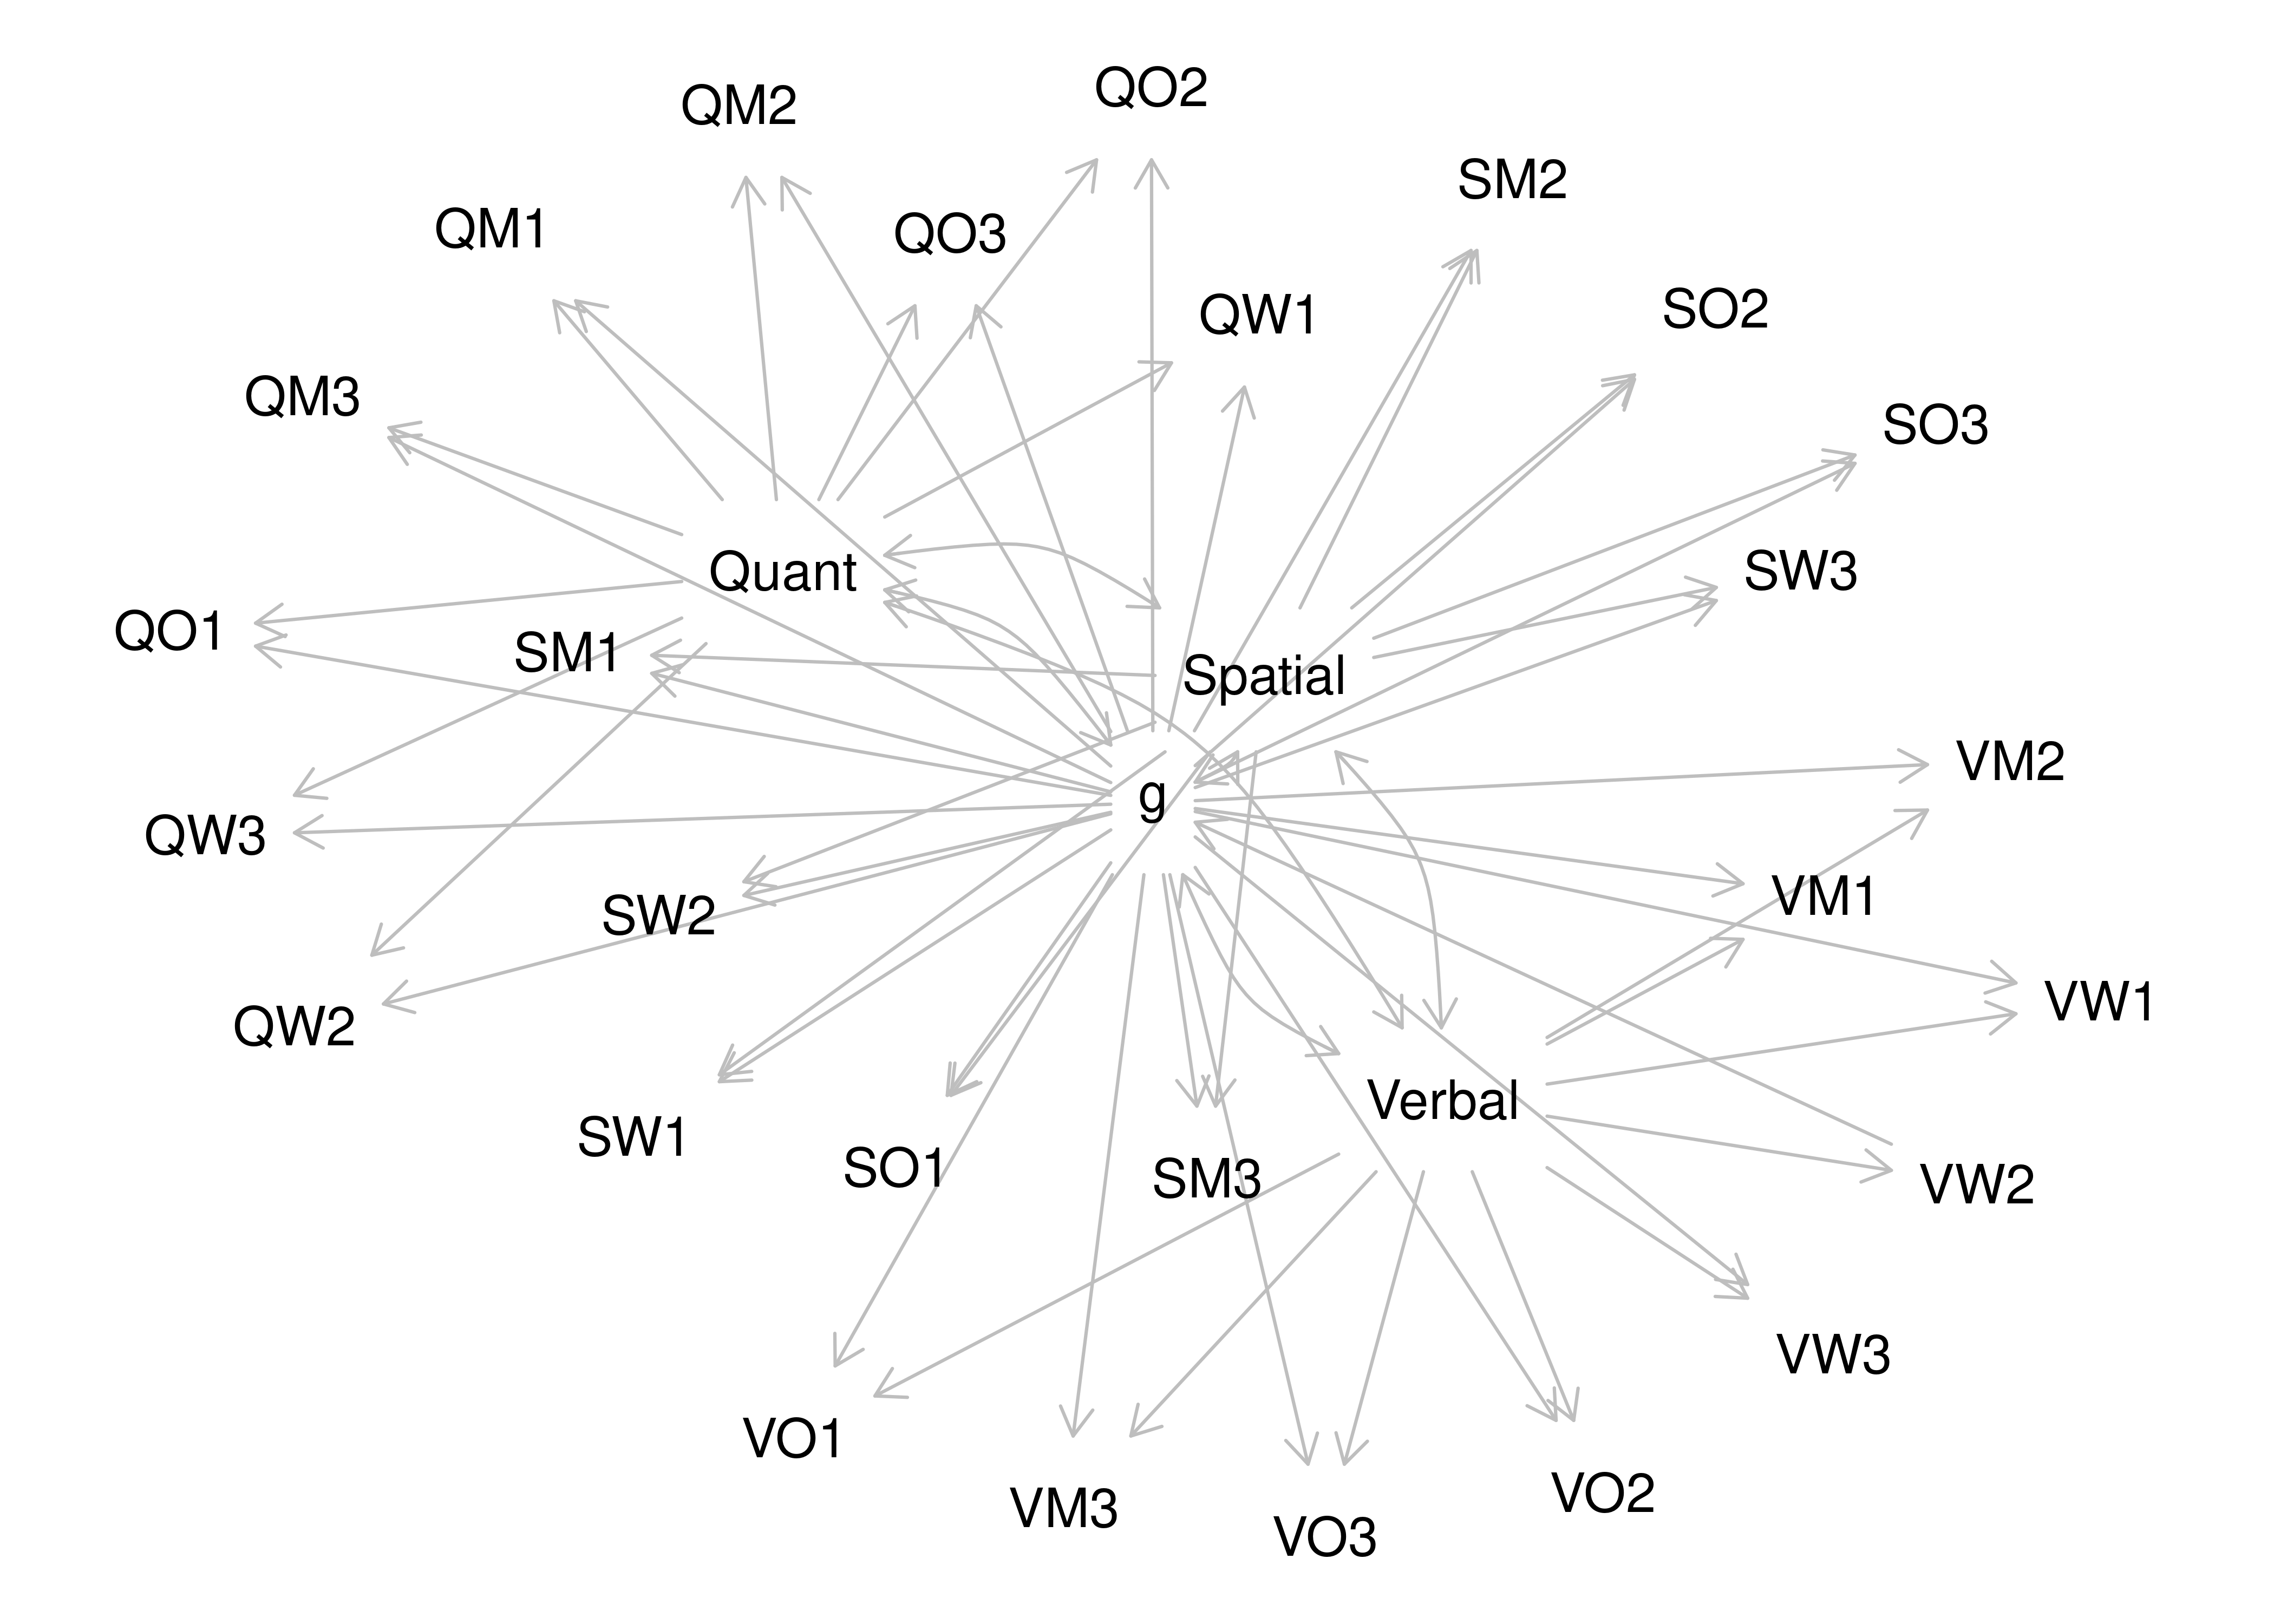 QO2
QM2
SM2
QM1
QO3
SO2
QW1
QM3
SO3
Quant
SW3
QO1
SM1
Spatial
VM2
g
QW3
VM1
SW2
VW1
QW2
Verbal
SW1
SO1
SM3
VW2
VW3
VO1
VO2
VM3
VO3